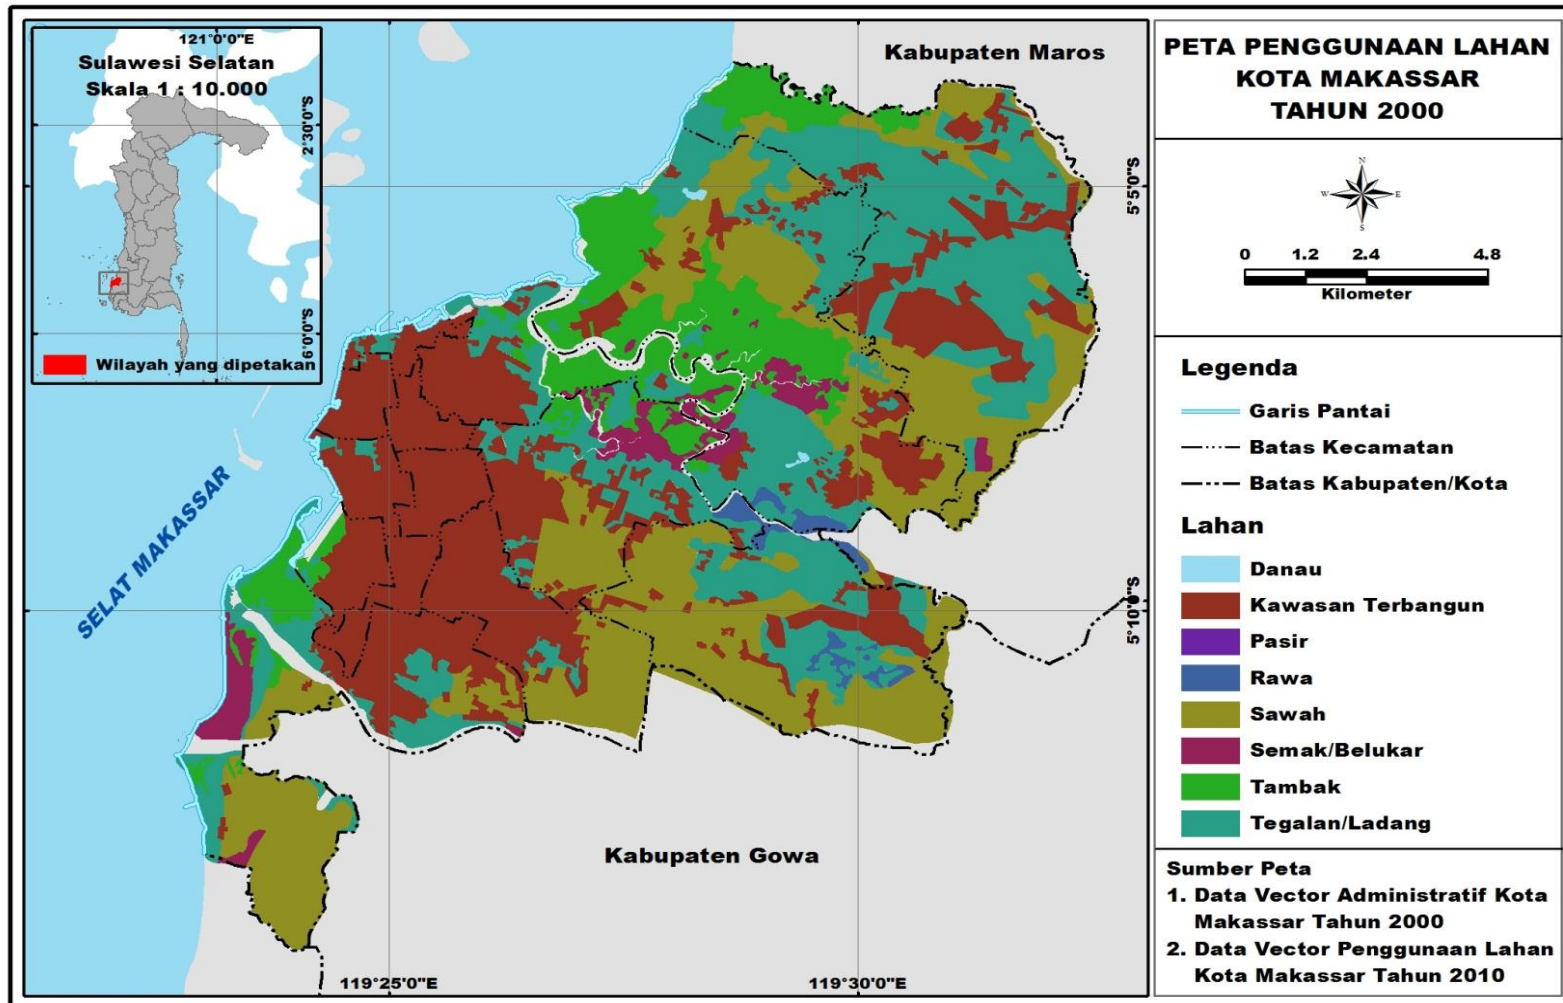 121°0'0"E
Sulawesi Selatan
Skala 1 : 10.000
2°30'0"S.
6°0'0"S.
Wilayah yang dipetakan
Kabupaten Maros
5°5'0"S
SELAT MAKASSAR
5°10'0"S
Kabupaten Gowa
119°25'0"E
119°30'0"E
PETA PENGGUNAAN LAHAN
KOTA MAKASSAR
TAHUN 2000
N
W
E
S
0 1.2 2.4 4.8
Kilometer
Legenda
Garis Pantai
Batas Kecamatan
Batas Kabupaten/Kota
Lahan
Danau
Kawasan Terbangun
Pasir
Rawa
Sawah
Semak/Belukar
Tambak
Tegalan/Ladang
Sumber Peta
1. Data Vector Administratif Kota
Makassar Tahun 2000
2. Data Vector Penggunaan Lahan
Kota Makassar Tahun 2010